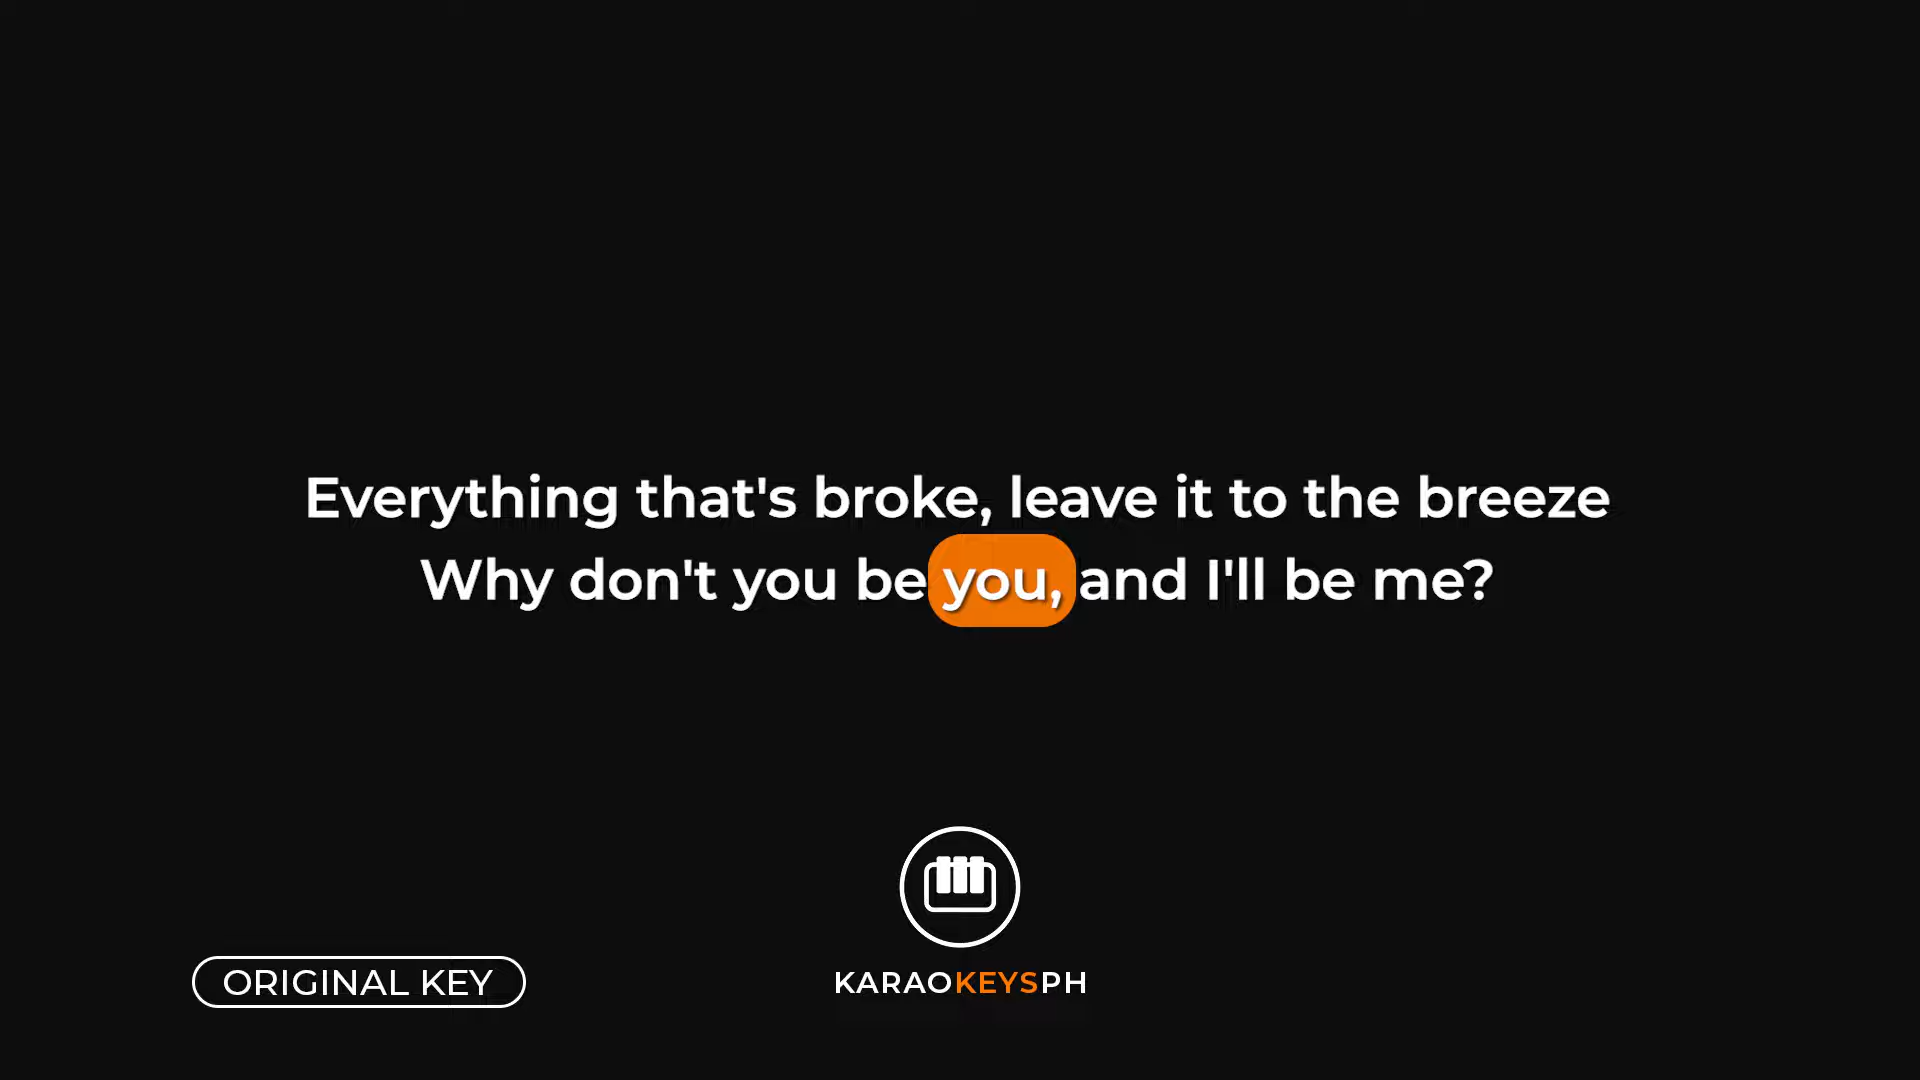 Everything that's broke, leave it to the breeze
Why don't you be you, and I'll be me?
ORIGINAL KEY
KARAOKEYSPH